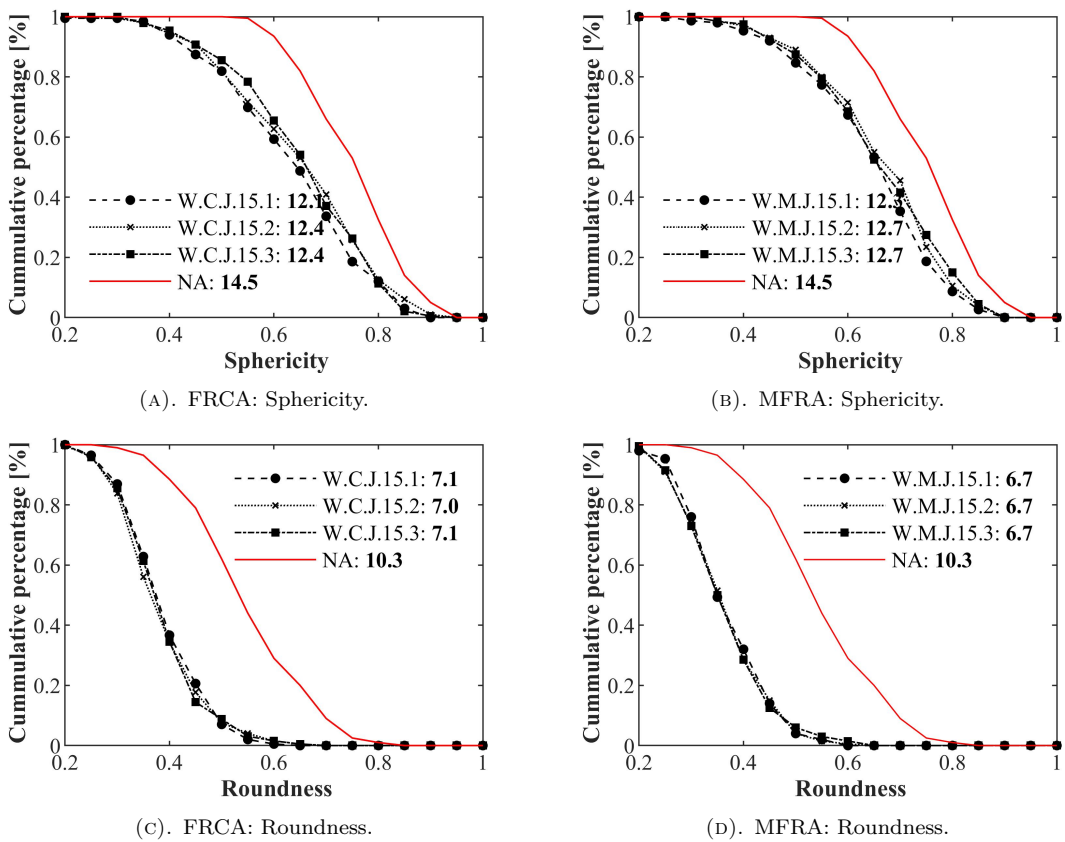 Cummulative percentage [%]
1
0.8
0.6
0.4
0.2
0
W.C.J.15.1: 12.1
W.C.J.15.2: 12.4
W.C.J.15.3: 12.4
NA: 14.5
0.2 0.4 0.6 0.8 1
Sphericity
(A). FRCA: Sphericity.
Cummulative percentage [%]
1
0.8
0.6
0.4
0.2
0
W.M.J.15.1:
W.M.J.15.2: 12.7
W.M.J.15.3: 12.7
NA: 14.5
0.2 0.4 0.6 0.8 1
Sphericity
(B). MFRA: Sphericity.
Cummulative percentage [%]
1
0.8
0.6
0.4
0.2
0
W.C.J.15.1: 7.1
W.C.J.15.2: 7.0
W.C.J.15.3: 7.1
NA: 10.3
0.2 0.4 0.6 0.8 1
Roundness
(C). FRCA: Roundness.
Cummulative percentage [%]
1
0.8
0.6
0.4
0.2
0
W.M.J.15.1: 6.7
W.M.J.15.2: 6.7
W.M.J.15.3: 6.7
NA: 10.3
0.2 0.4 0.6 0.8 1
Roundness
(D). MFRA: Roundness.